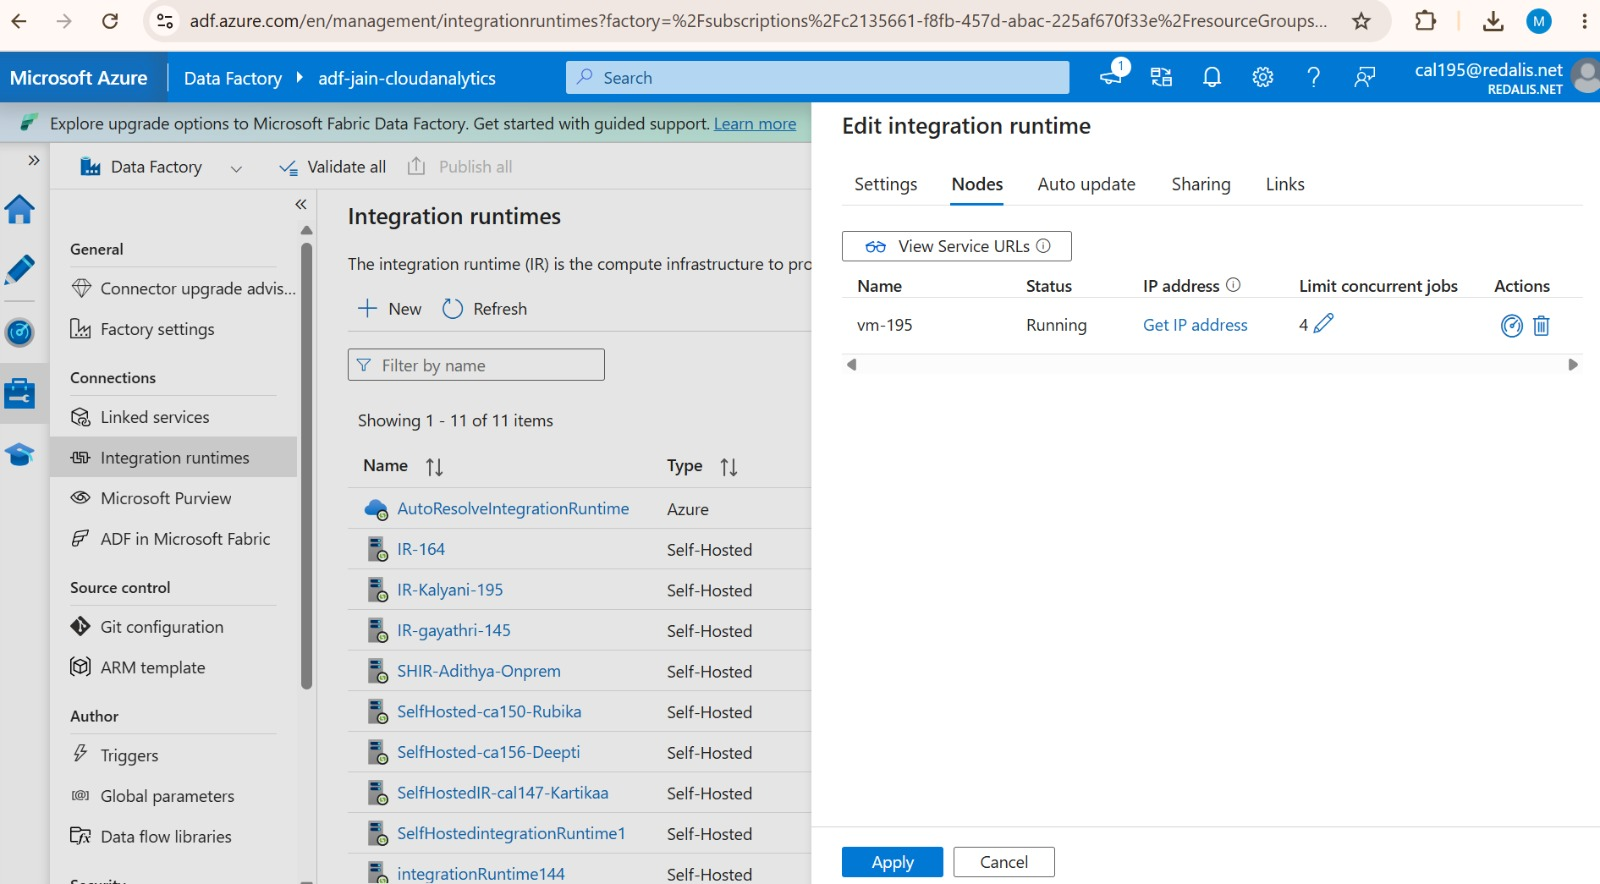 adf.azure.com/en/management/integrationruntimes?factory=%2Fsubscriptions%2Fc2135661-f8fb-457d-abac-225af670f33e%2FresourceGroups...
M
Microsoft Azure
Data Factory
adf-jain-cloudanalytics
Search
1
cal195@redalis.net
REDALIS.NET
Explore upgrade options to Microsoft Fabric Data Factory. Get started with guided support. Learn more
Data Factory
Validate all
Publish all
General
Connector upgrade advis...
Factory settings
Connections
Linked services
Integration runtimes
Microsoft Purview
ADF in Microsoft Fabric
Source control
Git configuration
ARM template
Author
Triggers
Global parameters
Data flow libraries
Integration runtimes
The integration runtime (IR) is the compute infrastructure to pro
New
Refresh
Filter by name
Showing 1 - 11 of 11 items
Name Type
AutoResolveIntegrationRuntime Azure
IR-164 Self-Hosted
IR-Kalyani-195 Self-Hosted
IR-gayathri-145 Self-Hosted
SHIR-Adithya-Onprem Self-Hosted
SelfHosted-ca150-Rubika Self-Hosted
SelfHosted-ca156-Deepti Self-Hosted
SelfHostedIR-cal147-Kartikaa Self-Hosted
SelfHostedintegrationRuntime1 Self-Hosted
integrationRuntime144 Self-Hosted
Edit integration runtime
Settings Nodes Auto update Sharing Links
View Service URLs
Name Status IP address Limit concurrent jobs Actions
vm-195 Running Get IP address 4
Apply Cancel